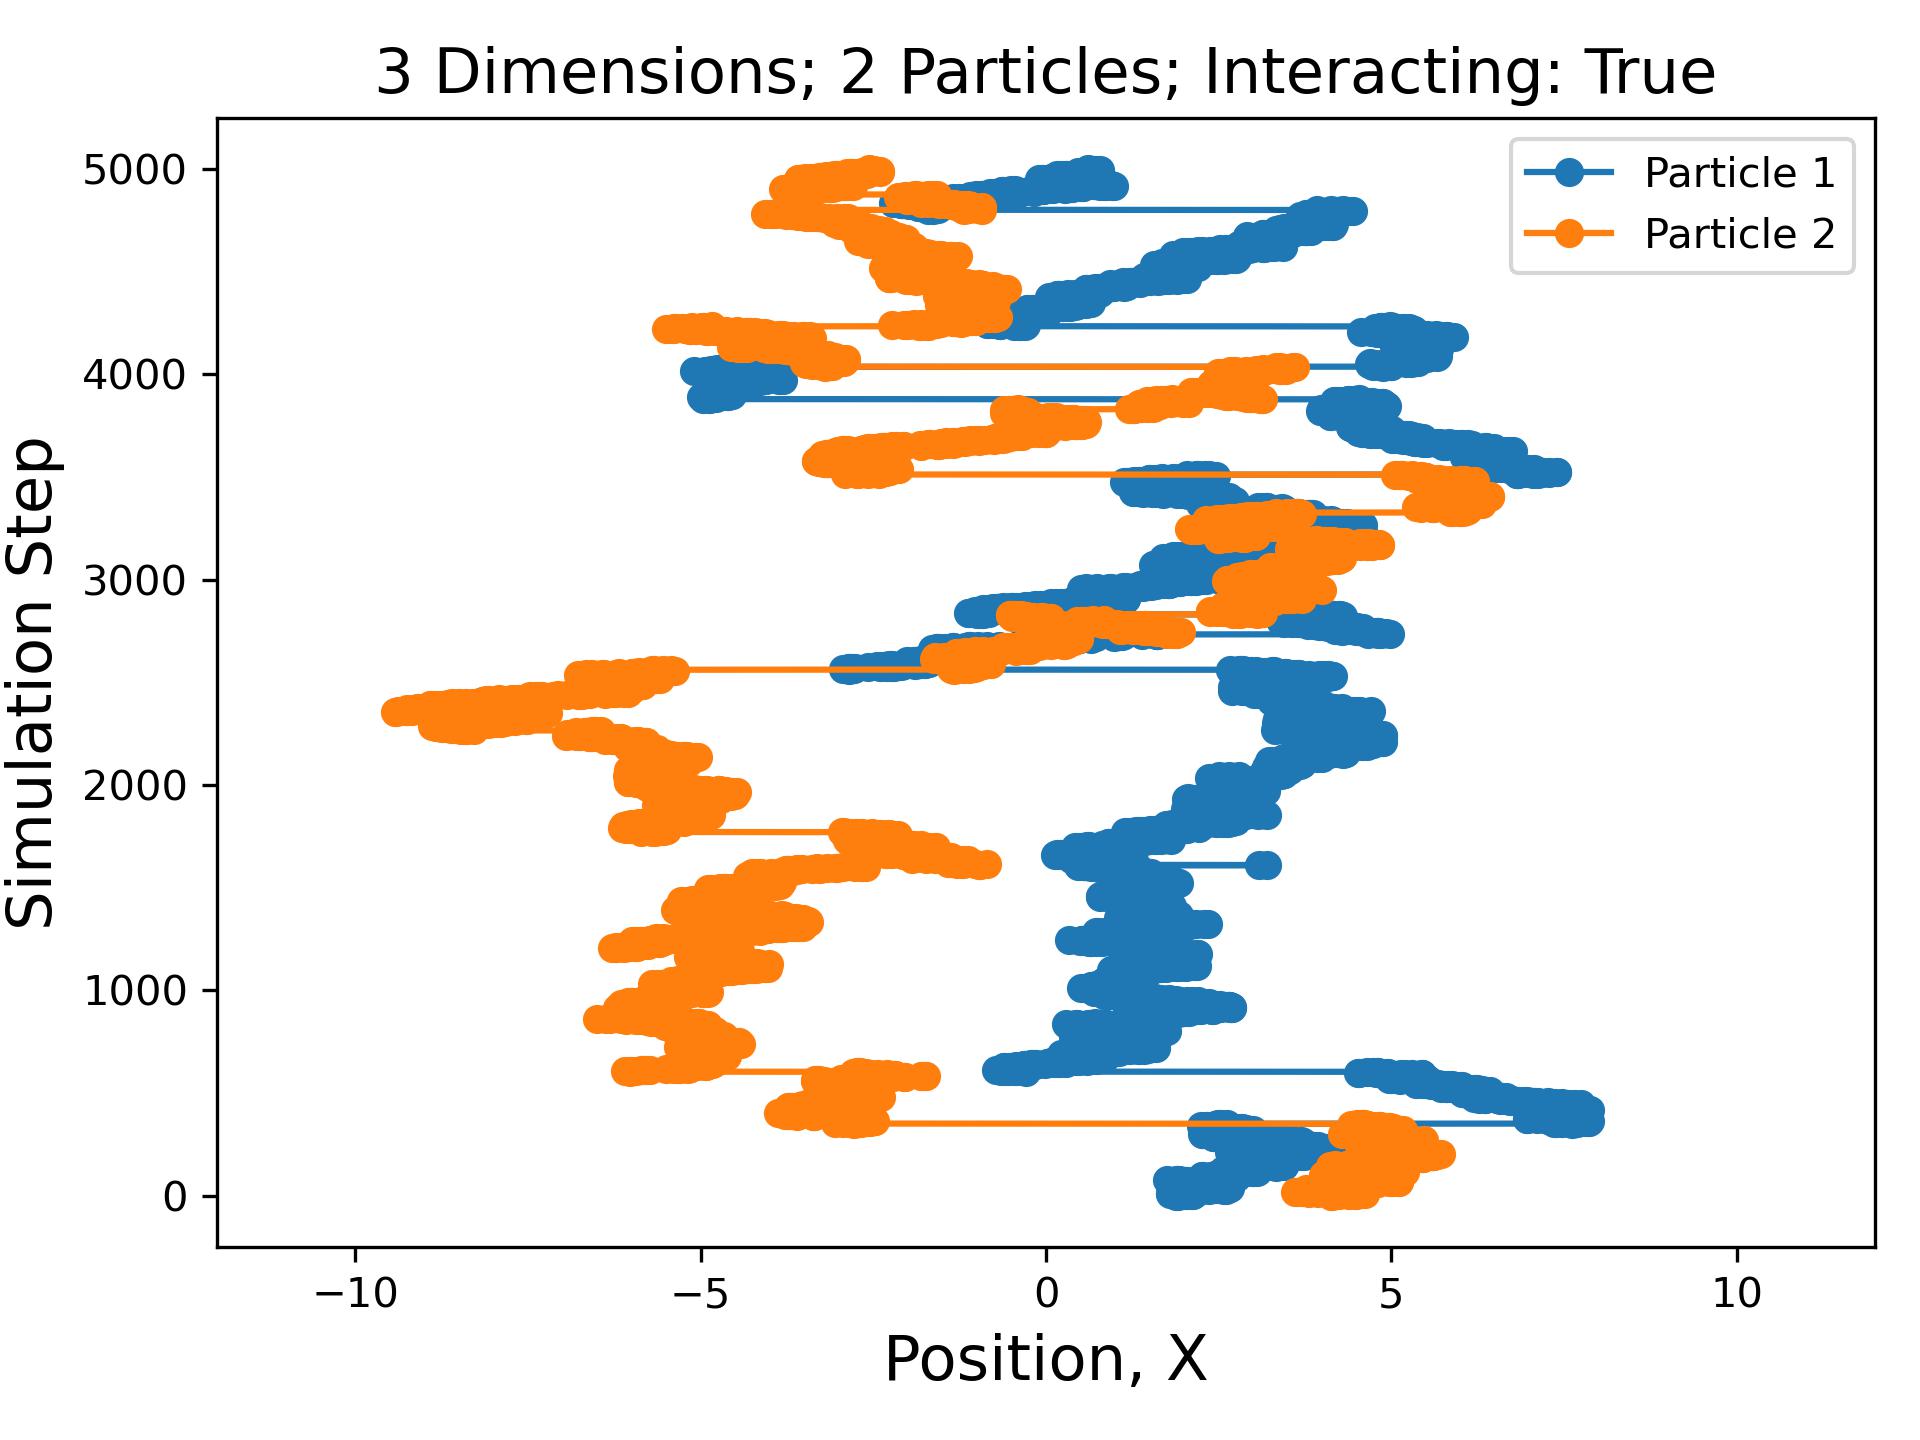 3 Dimensions; 2 Particles; Interacting: True
Particle 1
Particle 2
5000
4000
3000
2000
1000
0
Simulation Step
−10
−5
0
5
10
Position, X